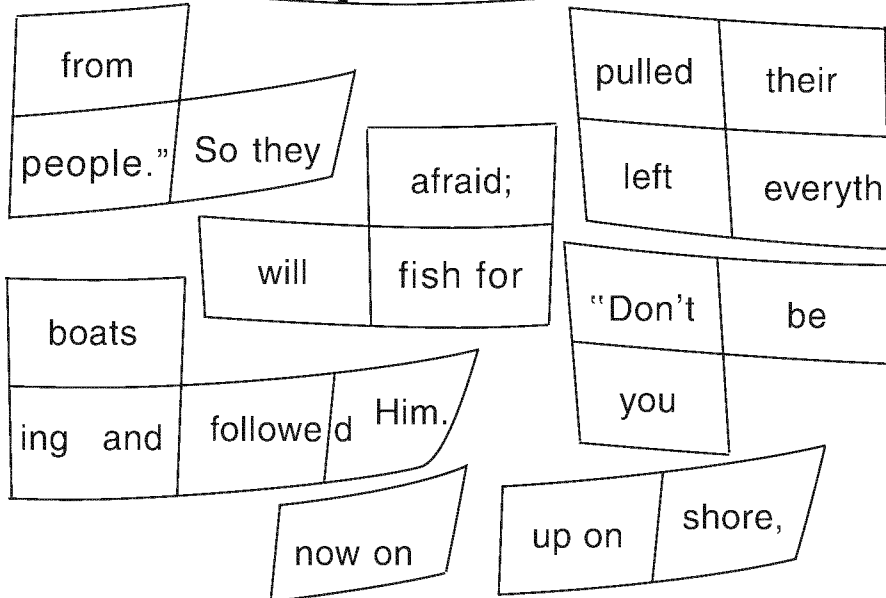 from
people.” So they
pulled their
left everyth
afraid;
will fish for
boats
ing and followed Him.
“Don’t be
you
now on
up on shore,